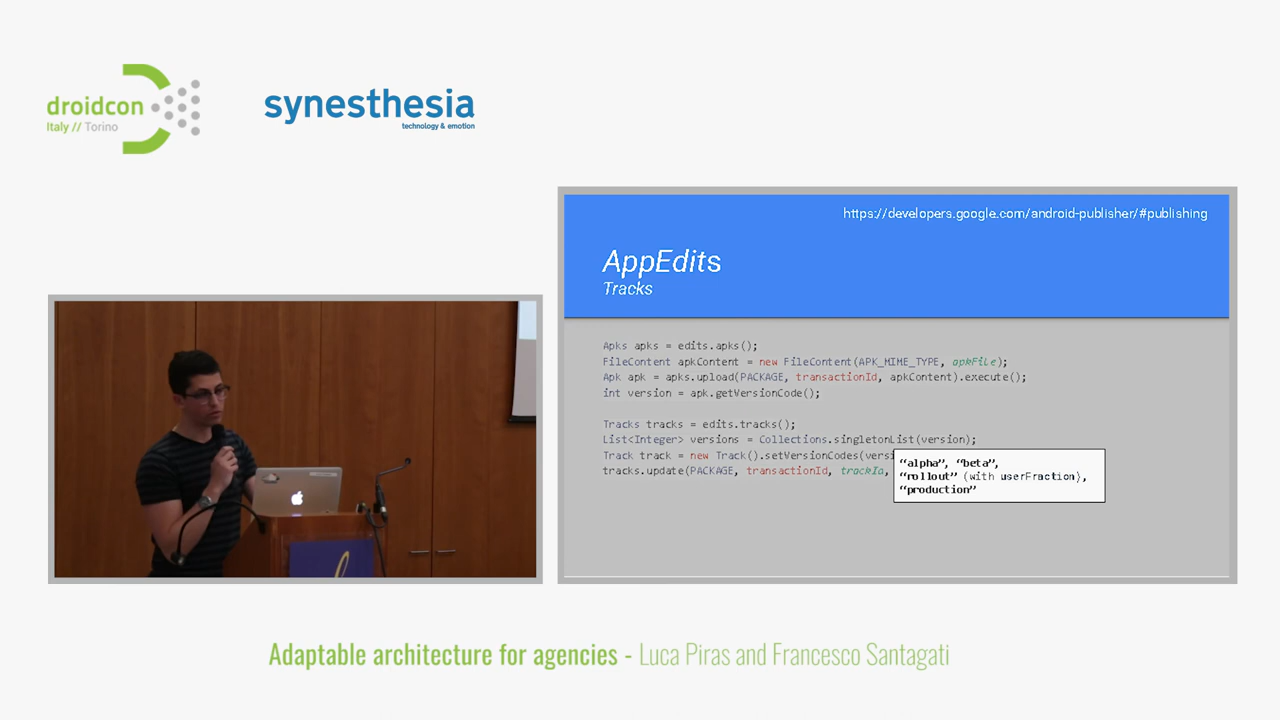 droidcon
Italy // Torino
synesthesia
technology & emotion
https://developers.google.com/android-publisher/#publishing
AppEdits
Tracks
Apks apks = edits.apks();
FileContent apkContent = new FileContent(APK_MIME_TYPE, apkFile);
Apk apk = apks.upload(PACKAGE, transactionId, apkContent).execute();
int version = apk.getVersionCode();
Tracks tracks = edits.tracks();
List<Integer> versions = Collections.singletonList(version);
Track track = new Track().setVersionCodes(versi
tracks.update(PACKAGE, transactionId, trackId,
“alpha”, “beta”,
“rollout” (with userFraction),
“production”
Adaptable architecture for agencies - Luca Piras and Francesco Santagati